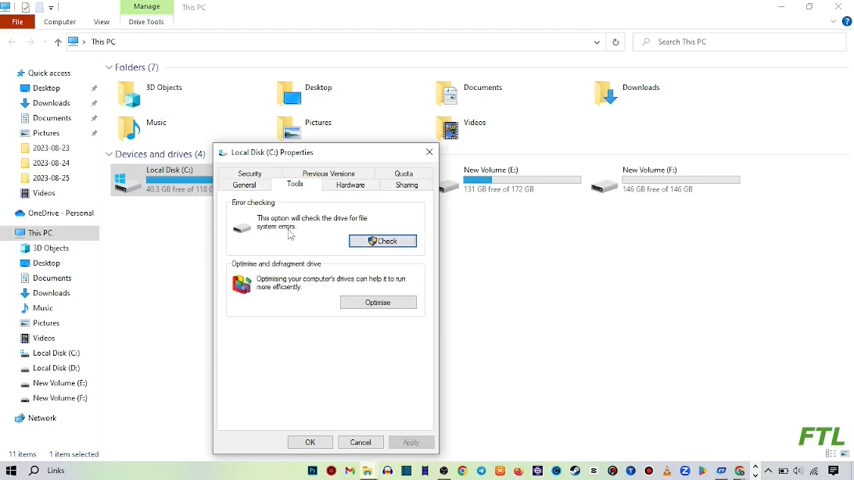 Manage
This PC
File
Computer
View
Drive Tools
This PC
Search This PC
Quick access
Desktop
Downloads
Documents
Pictures
2023-08-23
2023-08-24
2023-08-25
Videos
OneDrive - Personal
This PC
3D Objects
Desktop
Documents
Downloads
Music
Pictures
Videos
Local Disk (C:)
Local Disk (D:)
New Volume (E:)
New Volume (F:)
Network
Folders (7)
3D Objects
Desktop
Documents
Downloads
Music
Pictures
Videos
Devices and drives (4)
Local Disk (C:)
40.3 GB free of 118 G
New Volume (E:)
131 GB free of 172 GB
New Volume (F:)
146 GB free of 146 GB
Local Disk (C:) Properties
Security
Previous Versions
Quota
General
Tools
Hardware
Sharing
Error checking
This option will check the drive for file
system errors.
Check
Optimise and defragment drive
Optimising your computer's drives can help it to run
more efficiently.
Optimise
OK
Cancel
Apply
FTL
11 items
1 item selected
Links